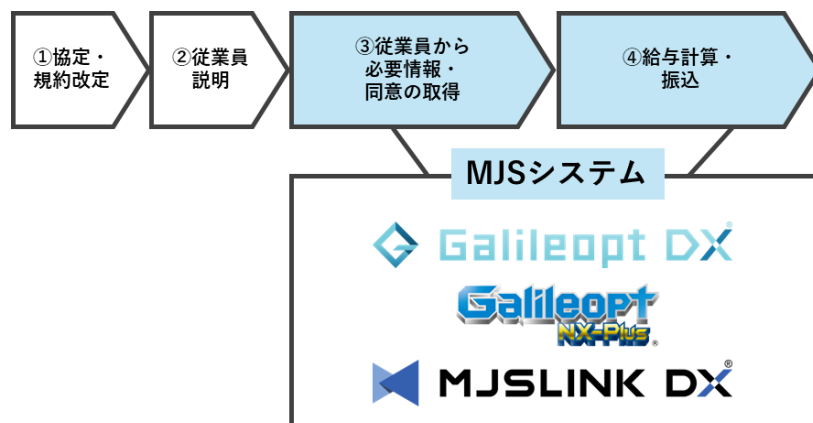 ①協定・
規約改定
②従業員
説明
③従業員から
必要情報・
同意の取得
④給与計算・
振込
MJSシステム
Galileopt DX®
Galileopt
NX-Plus®
MJSLINK DX®